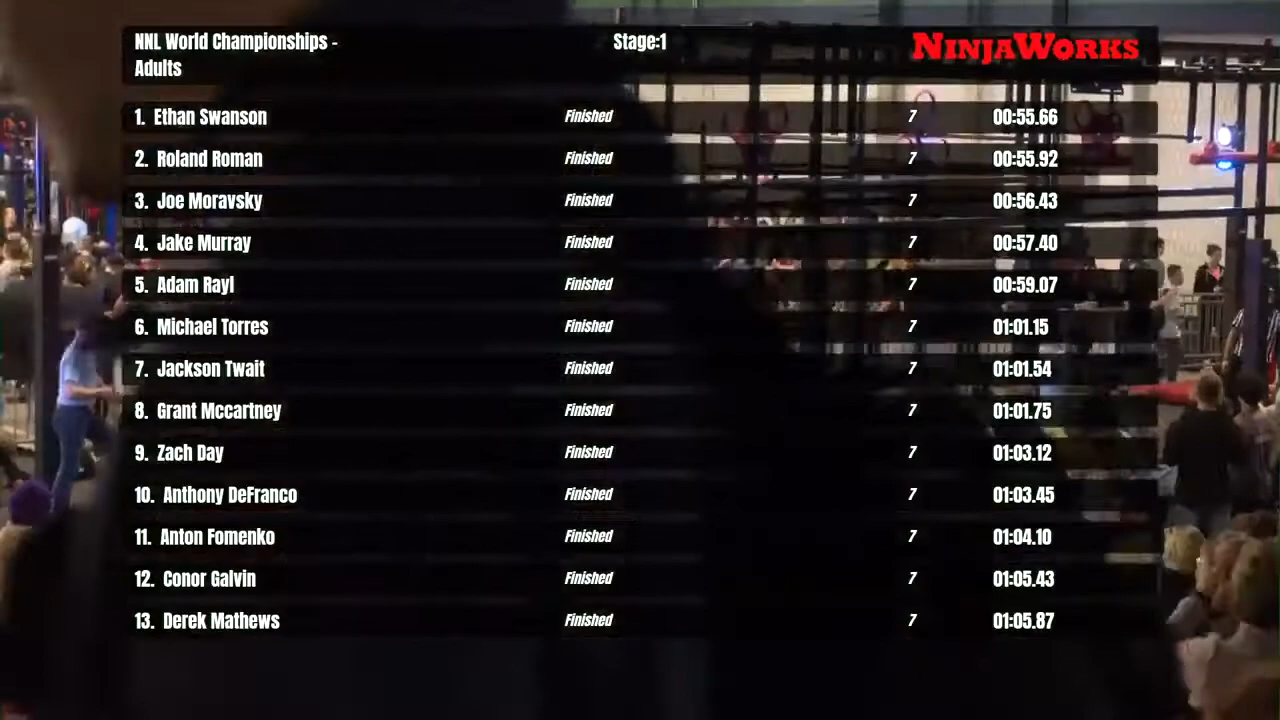 NNL World Championships -
Adults
Stage:1
NINJAWORKS
1. Ethan Swanson Finished 7 00:55.66
2. Roland Roman Finished 7 00:55.92
3. Joe Moravsky Finished 7 00:56.43
4. Jake Murray Finished 7 00:57.40
5. Adam Rayl Finished 7 00:59.07
6. Michael Torres Finished 7 01:01.15
7. Jackson Twait Finished 7 01:01.54
8. Grant Mccartney Finished 7 01:01.75
9. Zach Day Finished 7 01:03.12
10. Anthony DeFranco Finished 7 01:03.45
11. Anton Fomenko Finished 7 01:04.10
12. Conor Galvin Finished 7 01:05.43
13. Derek Mathews Finished 7 01:05.87